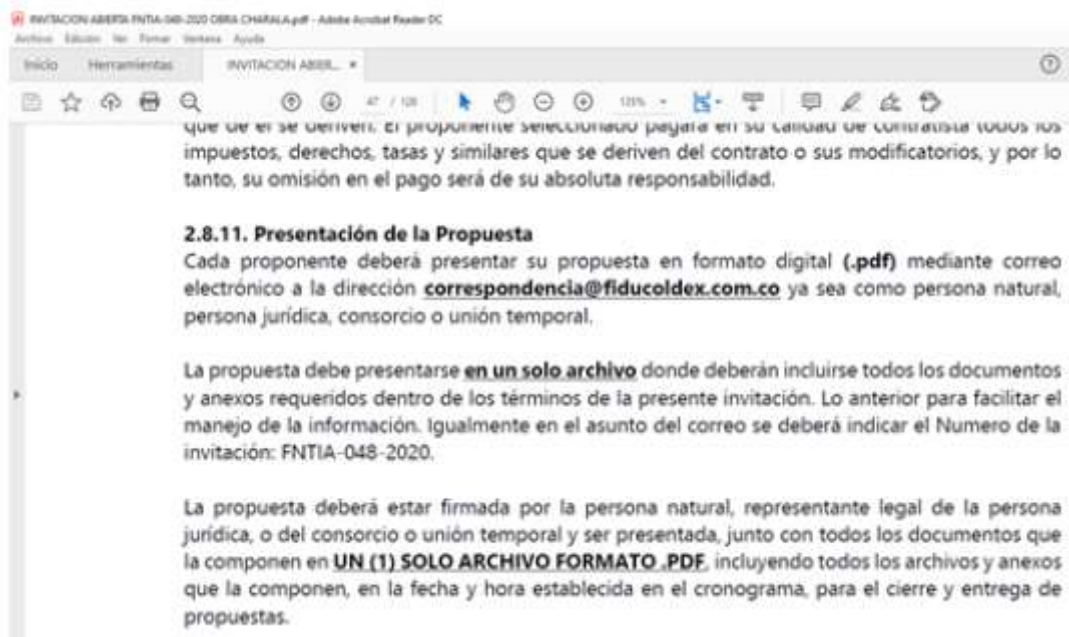 INVITACION ABIERTA FNTIA-048-2020 OBRA CHARALA.pdf - Adobe Acrobat Reader DC
Archivo Edición Ver Firmar Ventana Ayuda
Inicio Herramientas INVITACION ABIER... ×
47 / 128 125%
que de él se deriven. El proponente seleccionado pagará en su calidad de contratista todos los
impuestos, derechos, tasas y similares que se deriven del contrato o sus modificatorios, y por lo
tanto, su omisión en el pago será de su absoluta responsabilidad.
2.8.11. Presentación de la Propuesta
Cada proponente deberá presentar su propuesta en formato digital (.pdf) mediante correo
electrónico a la dirección correspondencia@fiducoldex.com.co ya sea como persona natural,
persona jurídica, consorcio o unión temporal.
La propuesta debe presentarse en un solo archivo donde deberán incluirse todos los documentos
y anexos requeridos dentro de los términos de la presente invitación. Lo anterior para facilitar el
manejo de la información. Igualmente en el asunto del correo se deberá indicar el Numero de la
invitación: FNTIA-048-2020.
La propuesta deberá estar firmada por la persona natural, representante legal de la persona
jurídica, o del consorcio o unión temporal y ser presentada, junto con todos los documentos que
la componen en UN (1) SOLO ARCHIVO FORMATO .PDF, incluyendo todos los archivos y anexos
que la componen, en la fecha y hora establecida en el cronograma, para el cierre y entrega de
propuestas.